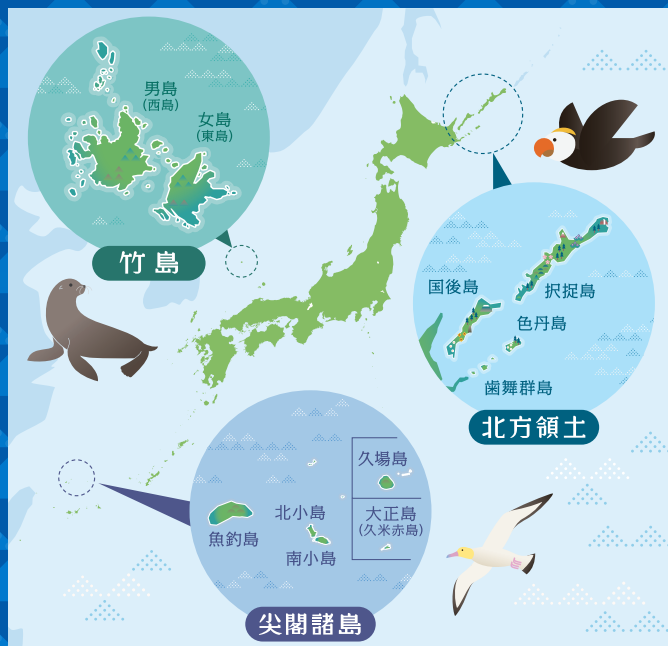 男島
(西島)
女島
(東島)
竹島
国後島
択捉島
色丹島
歯舞群島
北方領土
久場島
大正島
(久米赤島)
北小島
魚釣島
南小島
尖閣諸島